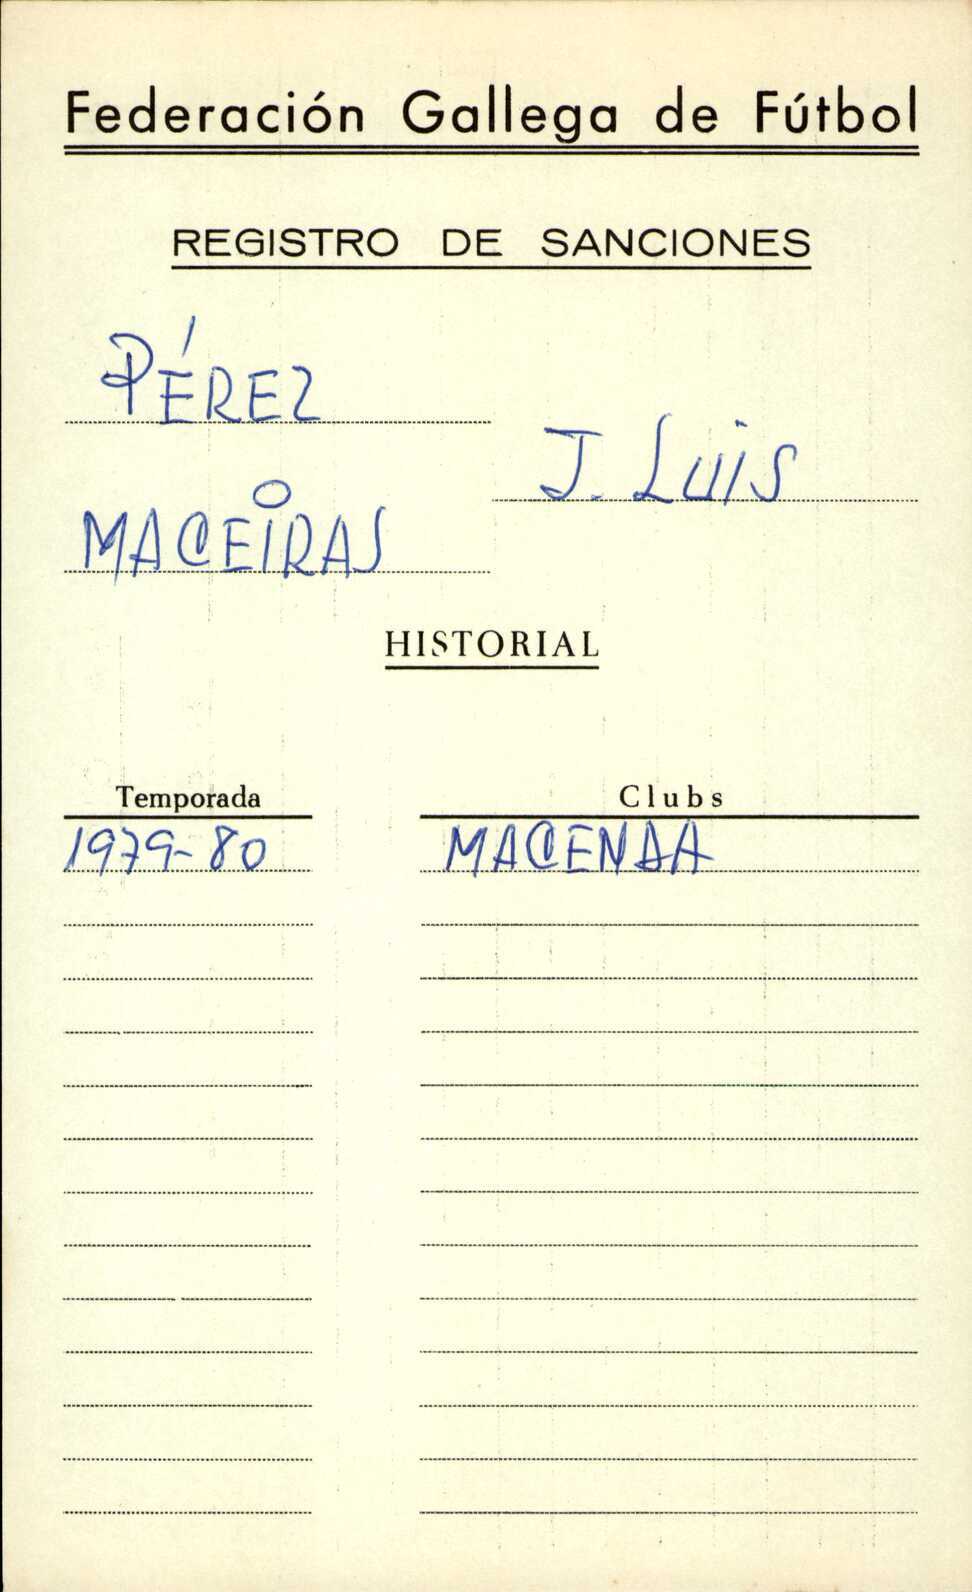 Federación Gallega de Fútbol
REGISTRO DE SANCIONES
PÉREZ
J. LUIS
MACEIRAS
HISTORIAL
Temporada Clubs
1979-80 MACENDA